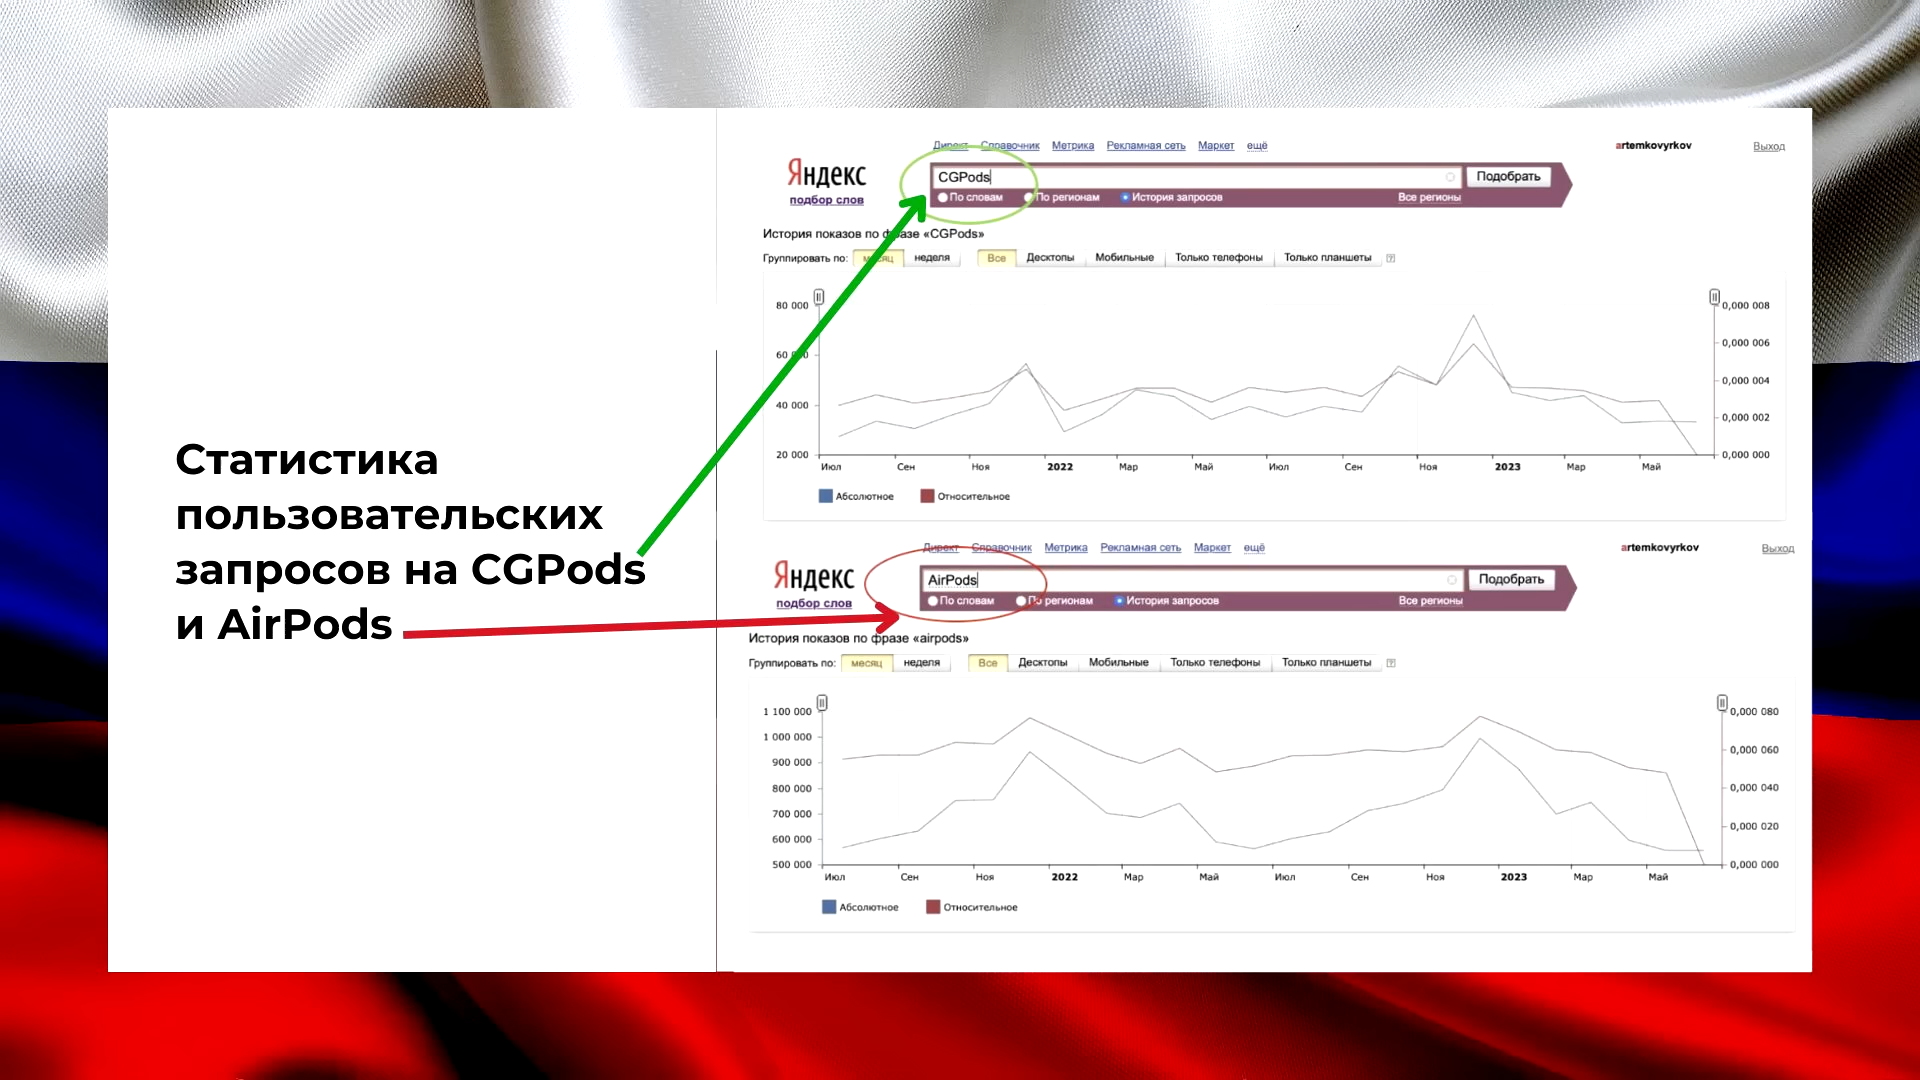 Статистика
пользовательских
запросов на CGPods
и AirPods
Директ Справочник Метрика Рекламная сеть Маркет ещё
artemkovyrkov Выход
Яндекс
подбор слов
CGPods
Подобрать
По словам По регионам История запросов Все регионы
История показов по фразе «CGPods»
Группировать по: месяц неделя Все Десктопы Мобильные Только телефоны Только планшеты ?
80 000 0,000 008
60 000 0,000 006
0,000 004
40 000 0,000 002
20 000 0,000 000
Июл Сен Ноя 2022 Мар Май Июл Сен Ноя 2023 Мар Май
Абсолютное Относительное
Директ Справочник Метрика Рекламная сеть Маркет ещё
artemkovyrkov Выход
Яндекс
подбор слов
AirPods
Подобрать
По словам По регионам История запросов Все регионы
История показов по фразе «airpods»
Группировать по: месяц неделя Все Десктопы Мобильные Только телефоны Только планшеты ?
1 100 000 0,000 080
1 000 000
900 000 0,000 060
800 000 0,000 040
700 000
600 000 0,000 020
500 000 0,000 000
Июл Сен Ноя 2022 Мар Май Июл Сен Ноя 2023 Мар Май
Абсолютное Относительное